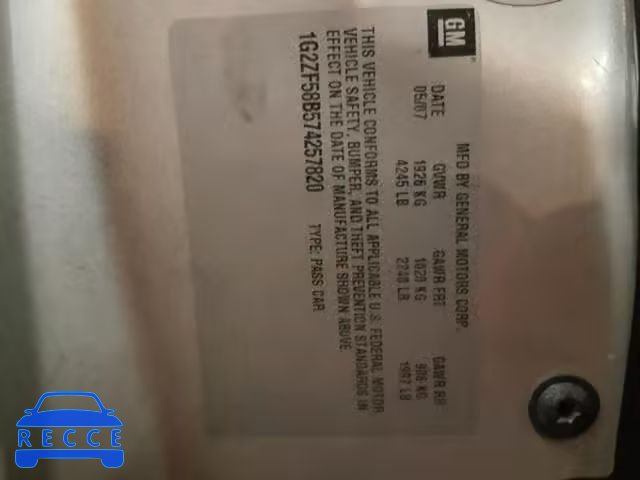 GM
MFD BY GENERAL MOTORS CORP.
DATE GVWR GAWR FRT GAWR RR
05/07 1926 KG 1020 KG 906 KG
4245 LB 2248 LB 1997 LB
THIS VEHICLE CONFORMS TO ALL APPLICABLE U.S. FEDERAL MOTOR
VEHICLE SAFETY, BUMPER, AND THEFT PREVENTION STANDARDS IN
EFFECT ON THE DATE OF MANUFACTURE SHOWN ABOVE.
1G2ZF58B574257820 TYPE: PASS CAR
RECCE